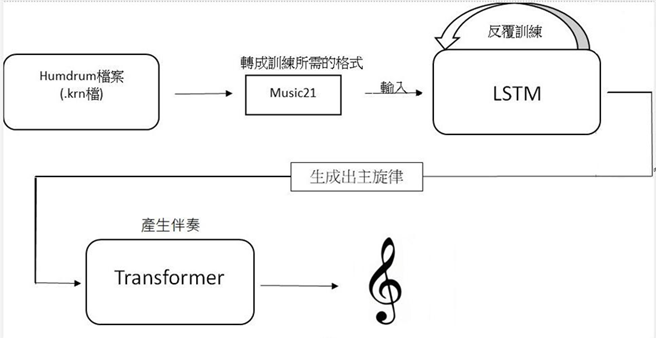 反覆訓練
Humdrum檔案
(.krn檔)
轉成訓練所需的格式
Music21
輸入
LSTM
生成出主旋律
產生伴奏
Transformer